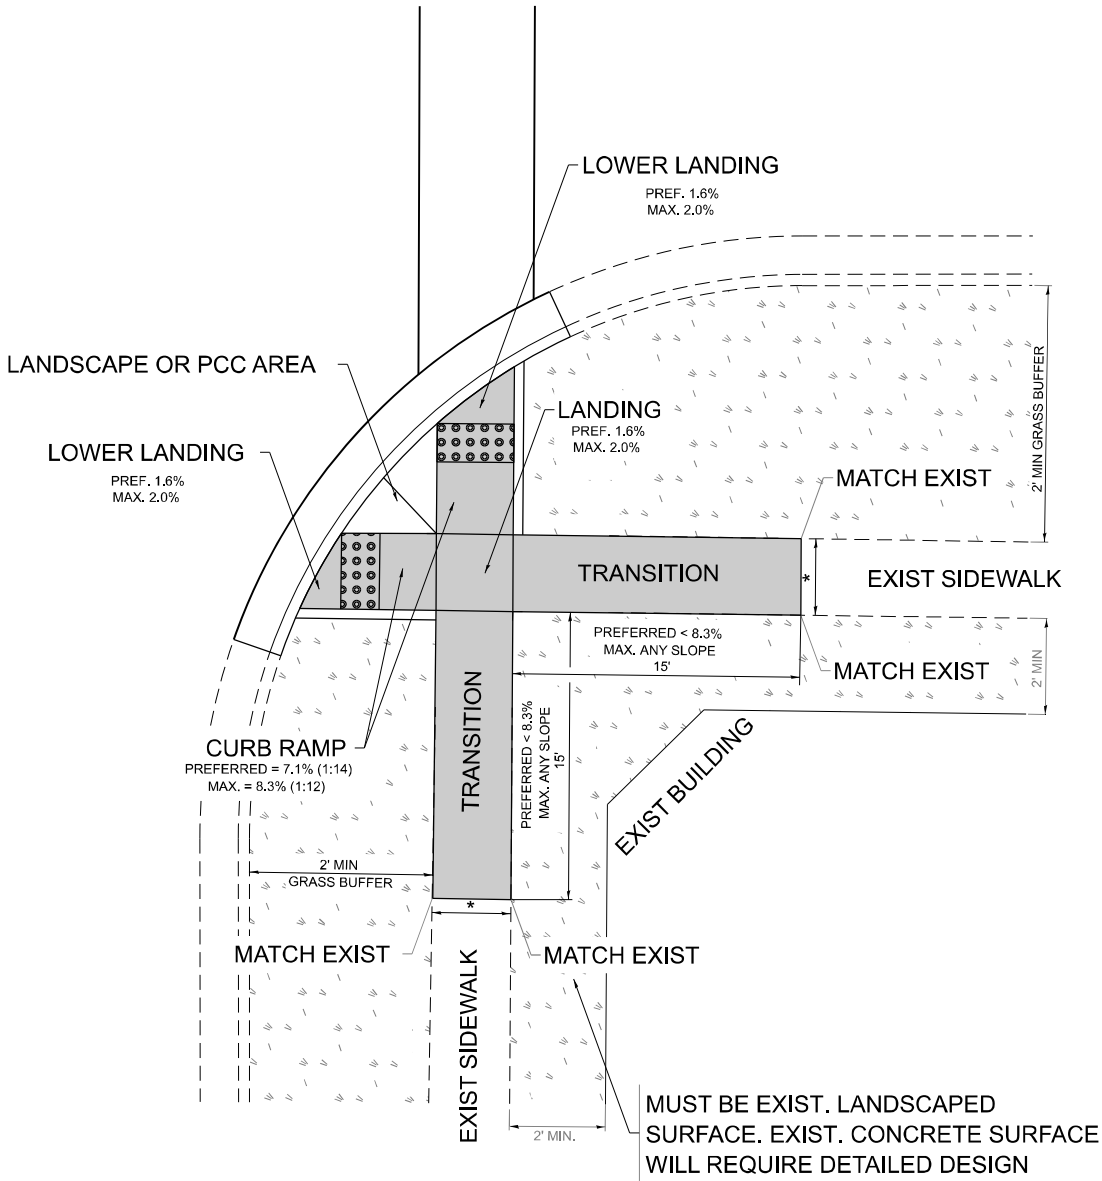 LOWER LANDING
PREF. 1.6%
MAX. 2.0%
LANDSCAPE OR PCC AREA
LANDING
PREF. 1.6%
MAX. 2.0%
LOWER LANDING
PREF. 1.6%
MAX. 2.0%
2' MIN GRASS BUFFER
MATCH EXIST
TRANSITION
*
EXIST SIDEWALK
PREFERRED < 8.3%
MAX. ANY SLOPE
15'
MATCH EXIST
2' MIN
CURB RAMP
PREFERRED = 7.1% (1:14)
MAX. = 8.3% (1:12)
TRANSITION
PREFERRED < 8.3%
MAX. ANY SLOPE
15'
EXIST BUILDING
2' MIN
GRASS BUFFER
*
MATCH EXIST
MATCH EXIST
EXIST SIDEWALK
2' MIN.
MUST BE EXIST. LANDSCAPED
SURFACE. EXIST. CONCRETE SURFACE
WILL REQUIRE DETAILED DESIGN